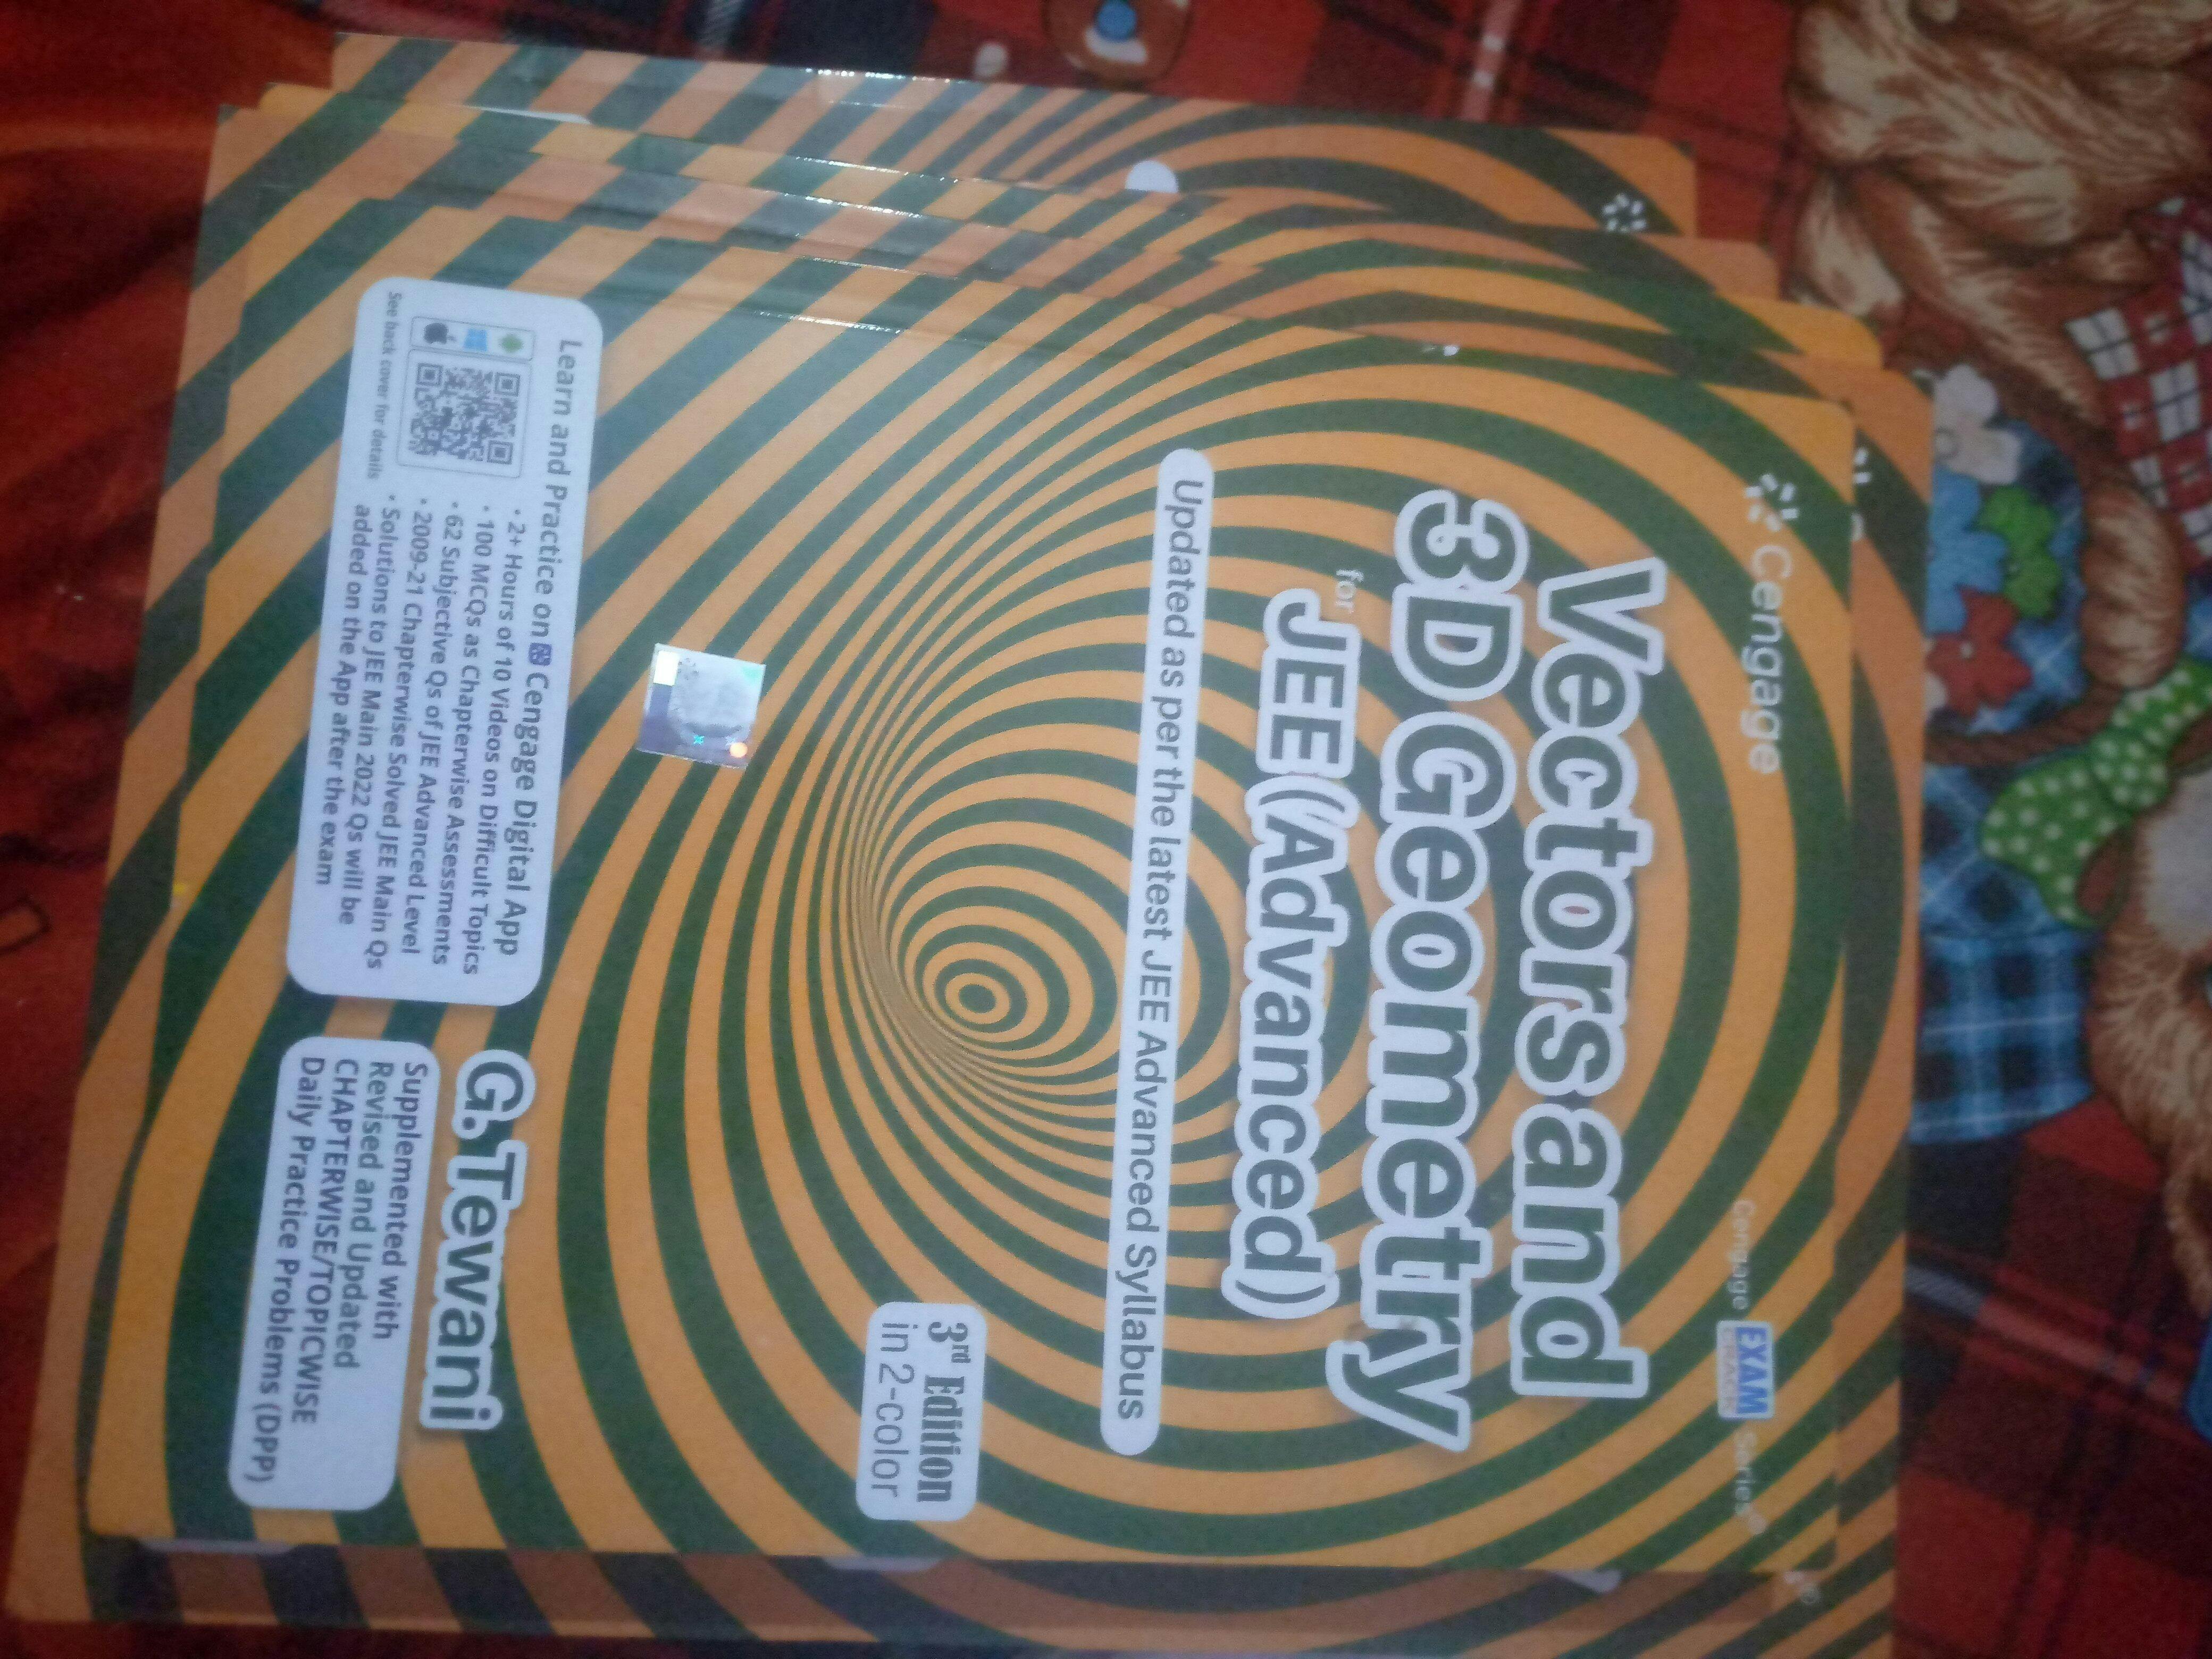 Cengage
Cengage EXAM CRACK Series®
Vectors and
3D Geometry
for
JEE (Advanced)
Updated as per the latest JEE Advanced Syllabus
3rd Edition
in 2-color
Learn and Practice on Cengage Digital App
• 2+ Hours of 10 Videos on Difficult Topics
• 100 MCQs as Chapterwise Assessments
• 62 Subjective Qs of JEE Advanced Level
• 2009-21 Chapterwise Solved JEE Main Qs
• Solutions to JEE Main 2022 Qs will be
added on the App after the exam
See back cover for details
G. Tewani
Supplemented with
Revised and Updated
CHAPTERWISE/TOPICWISE
Daily Practice Problems (DPP)